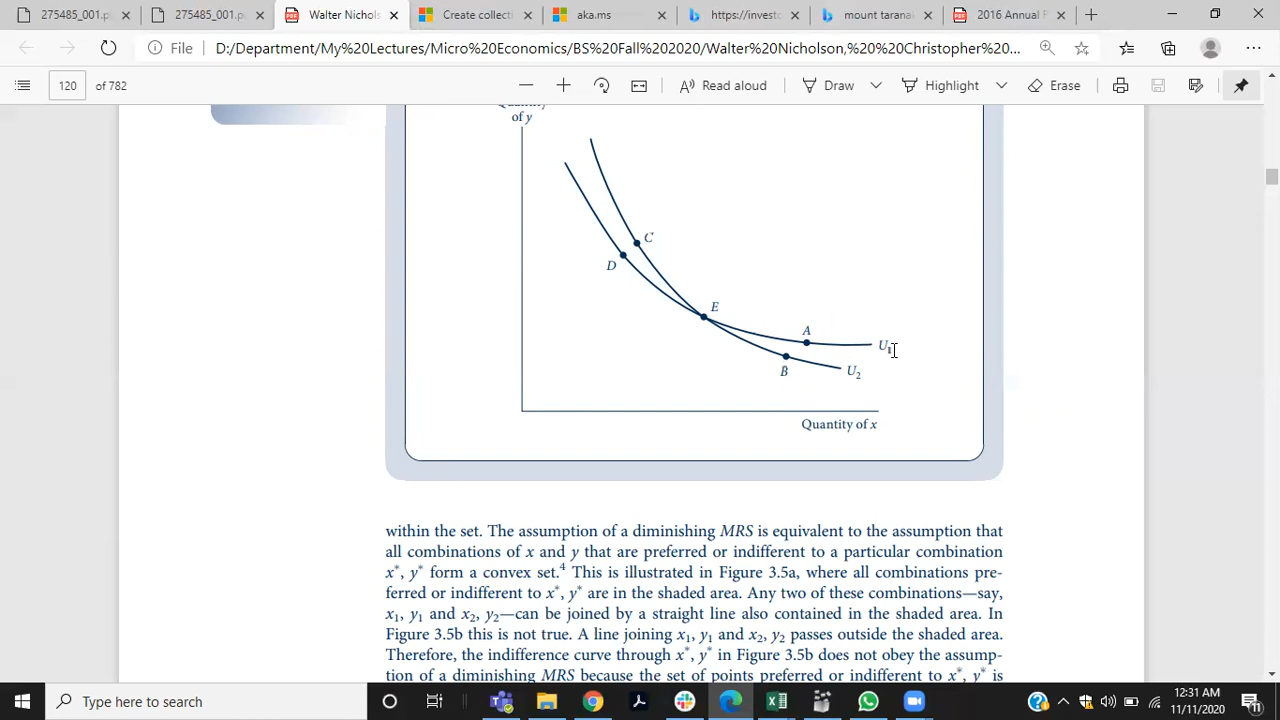 275485_001.p
275485_001.p
Walter Nichols
Create collecti
aka.ms
https://investo
mount tarana
2016 Annual F
File
D:/Department/My%20Lectures/Micro%20Economics/BS%20Fall%202020/Walter%20Nicholson,%20%20Christopher%20...
120 of 782
Read aloud
Draw
Highlight
Erase
Quantity
of y
C
D
E
A
U1
B
U2
Quantity of x
within the set. The assumption of a diminishing MRS is equivalent to the assumption that
all combinations of x and y that are preferred or indifferent to a particular combination
x*, y* form a convex set.4 This is illustrated in Figure 3.5a, where all combinations pre-
ferred or indifferent to x*, y* are in the shaded area. Any two of these combinations—say,
x1, y1 and x2, y2—can be joined by a straight line also contained in the shaded area. In
Figure 3.5b this is not true. A line joining x1, y1 and x2, y2 passes outside the shaded area.
Therefore, the indifference curve through x*, y* in Figure 3.5b does not obey the assump-
tion of a diminishing MRS because the set of points preferred or indifferent to x*, y* is
Type here to search
12:31 AM
11/11/2020
11